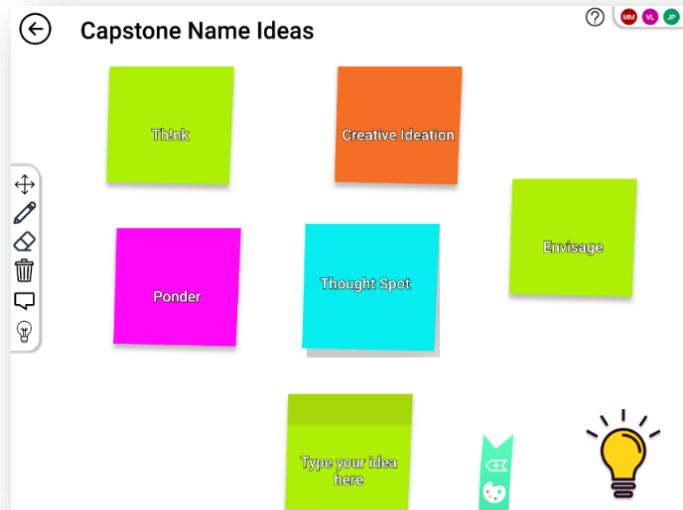 Capstone Name Ideas
?
MM VL JP
Th!nk
Creative Ideation
Envisage
Ponder
Thought Spot
Type your idea
here